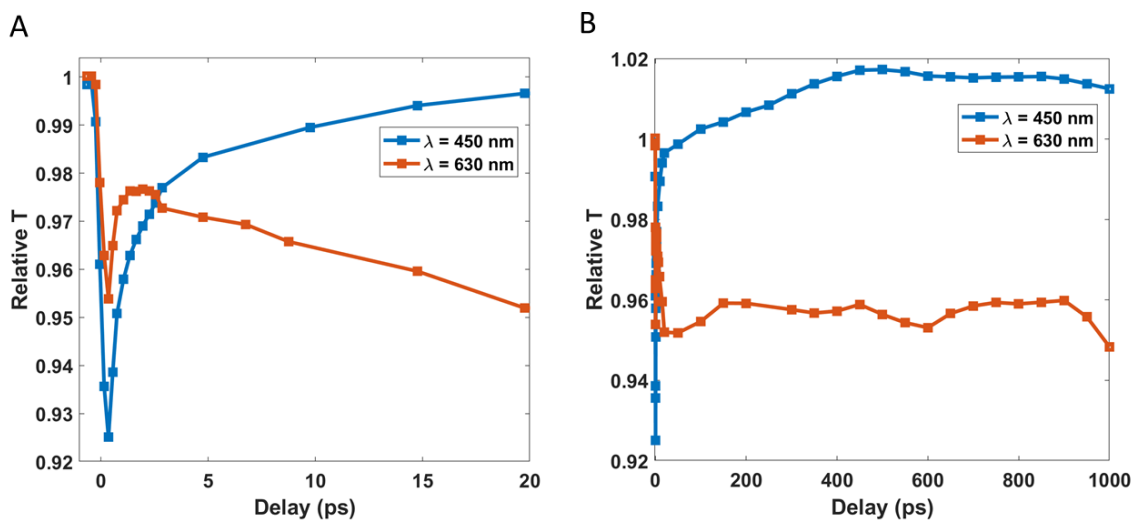 A
1
0.99
0.98
0.97
0.96
0.95
0.94
0.93
0.92
Relative T
0
5
10
15
20
Delay (ps)
λ = 450 nm
λ = 630 nm
B
1.02
1
0.98
0.96
0.94
0.92
Relative T
0
200
400
600
800
1000
Delay (ps)
λ = 450 nm
λ = 630 nm